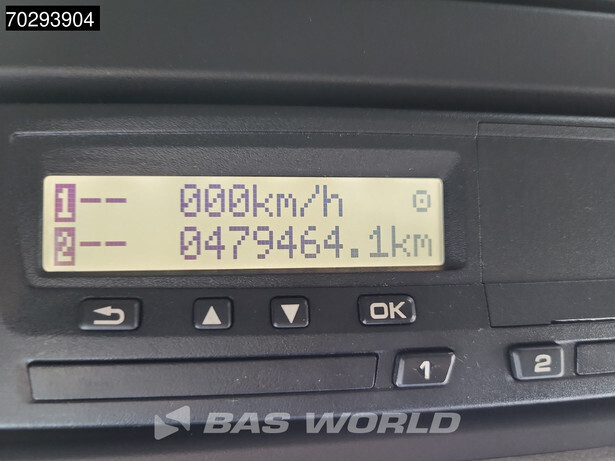 70293904
1-- 000km/h
2-- 0479464.1km
OK
1 2
BAS WORLD